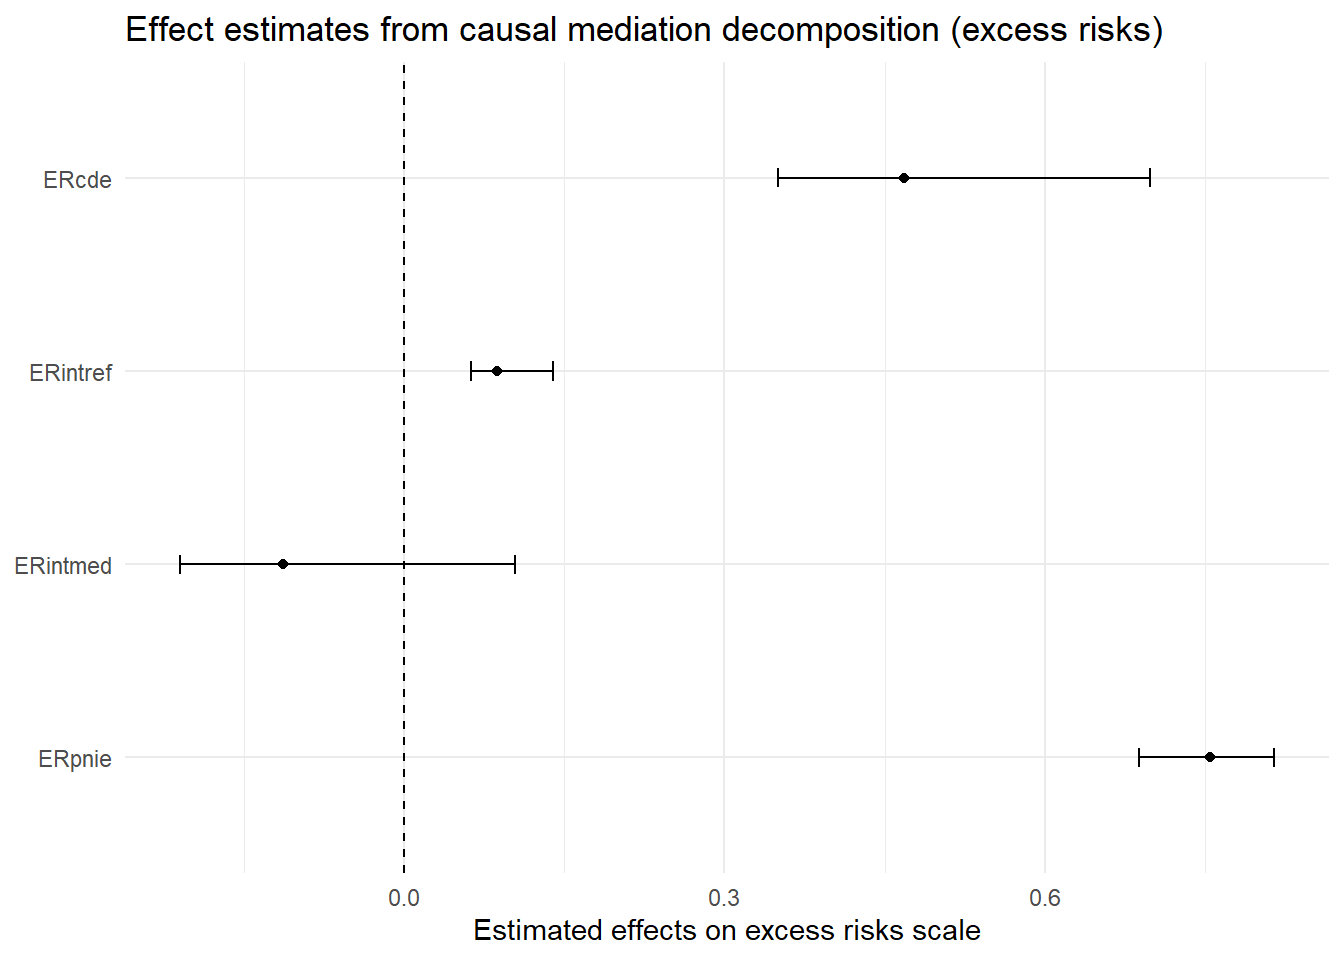 Effect estimates from causal mediation decomposition (excess risks)
ERcde
ERintref
ERintmed
ERpnie
0.0 0.3 0.6
Estimated effects on excess risks scale